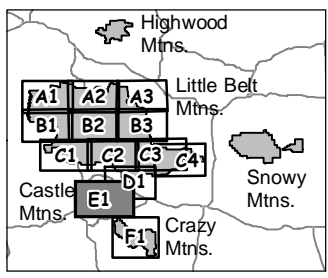 Highwood
Mtns.
A1 A2 A3
Little Belt
Mtns.
B1 B2 B3
C1 C2 C3 C4
D1
Castle
Mtns.
E1
Snowy
Mtns.
F1
Crazy
Mtns.